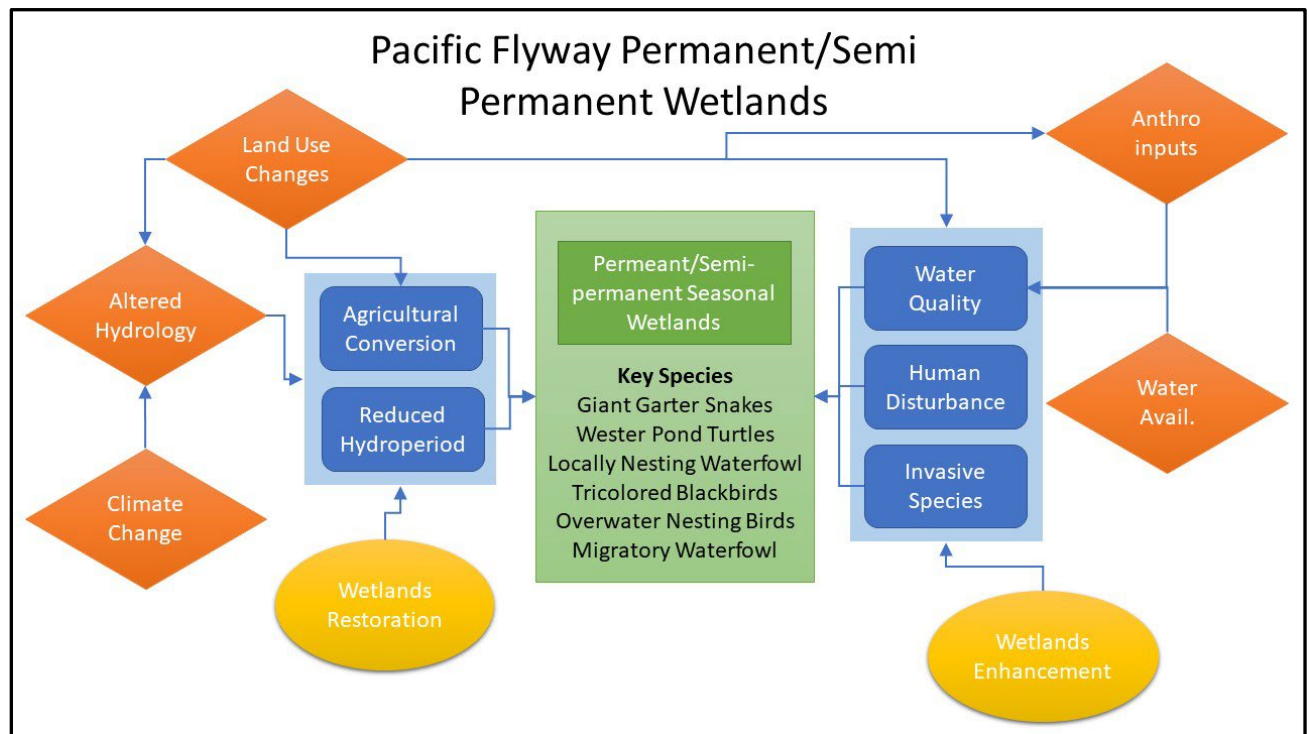 Pacific Flyway Permanent/Semi
Permanent Wetlands
Land Use
Changes
Anthro
inputs
Altered
Hydrology
Climate
Change
Agricultural
Conversion
Reduced
Hydroperiod
Wetlands
Restoration
Permeant/Semi-
permanent Seasonal
Wetlands
Key Species
Giant Garter Snakes
Wester Pond Turtles
Locally Nesting Waterfowl
Tricolored Blackbirds
Overwater Nesting Birds
Migratory Waterfowl
Water
Quality
Human
Disturbance
Invasive
Species
Water
Avail.
Wetlands
Enhancement